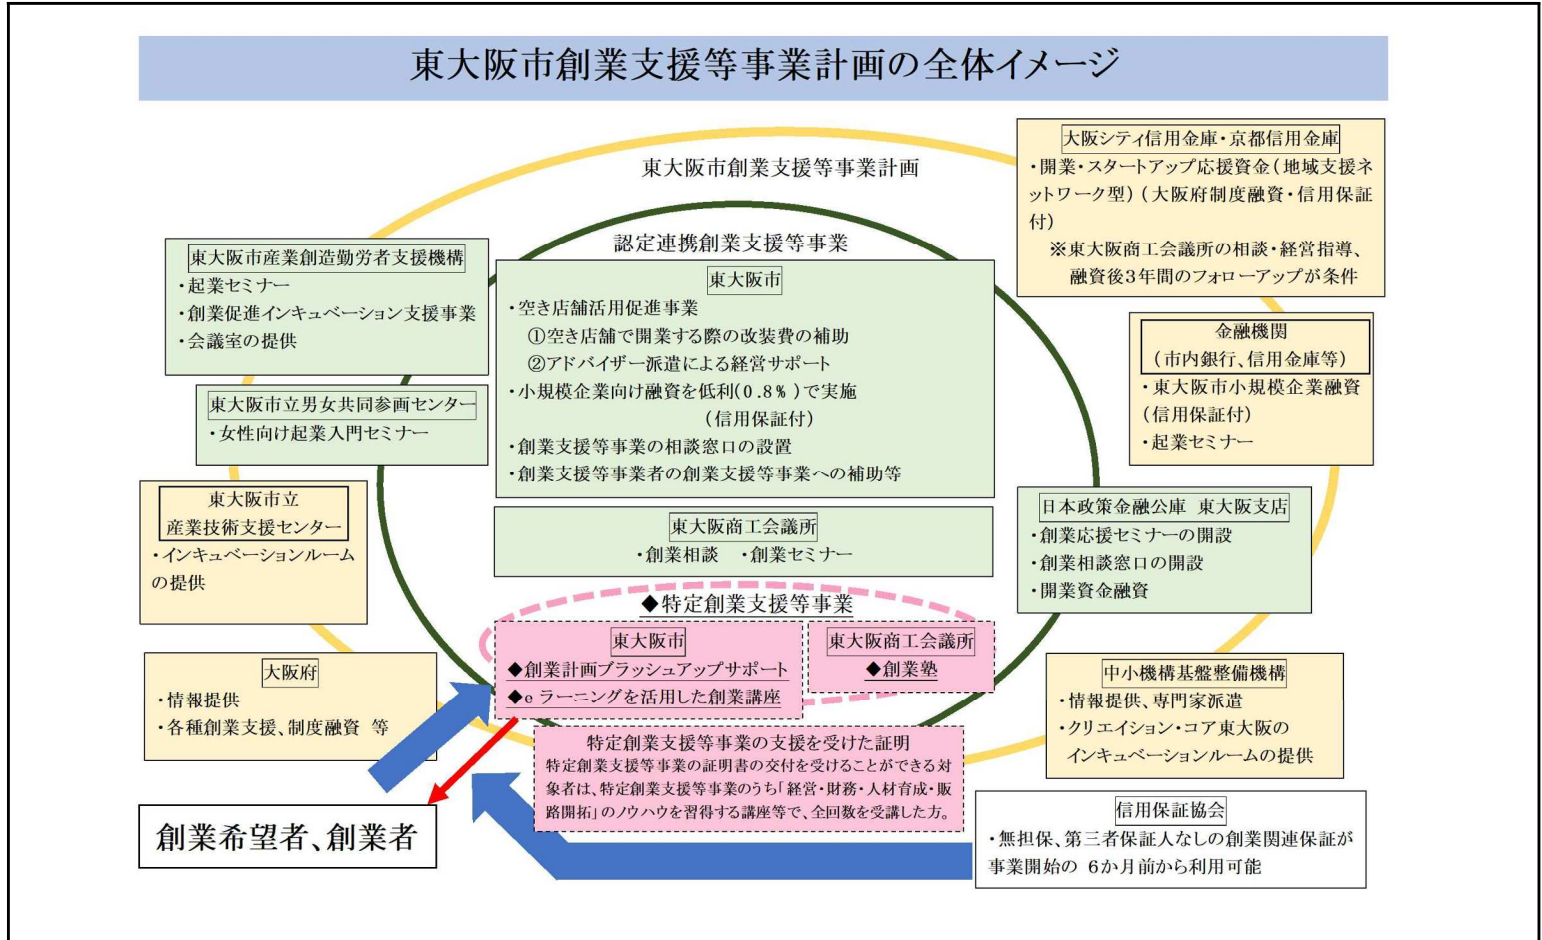 東大阪市創業支援等事業計画の全体イメージ
東大阪市創業支援等事業計画
認定連携創業支援等事業
大阪シティ信用金庫・京都信用金庫
・開業・スタートアップ応援資金(地域支援ネ
ットワーク型)(大阪府制度融資・信用保証
付)
※東大阪商工会議所の相談・経営指導、
融資後3年間のフォローアップが条件
東大阪市産業創造勤労者支援機構
・起業セミナー
・創業促進インキュベーション支援事業
・会議室の提供
東大阪市
・空き店舗活用促進事業
①空き店舗で開業する際の改装費の補助
②アドバイザー派遣による経営サポート
・小規模企業向け融資を低利(0.8%)で実施
(信用保証付)
・創業支援等事業の相談窓口の設置
・創業支援等事業者の創業支援等事業への補助等
金融機関
(市内銀行、信用金庫等)
・東大阪市小規模企業融資
(信用保証付)
・起業セミナー
東大阪市立男女共同参画センター
・女性向け起業入門セミナー
東大阪市立
産業技術支援センター
・インキュベーションルーム
の提供
東大阪商工会議所
・創業相談 ・創業セミナー
日本政策金融公庫 東大阪支店
・創業応援セミナーの開設
・創業相談窓口の開設
・開業資金融資
◆特定創業支援等事業
東大阪市
◆創業計画ブラッシュアップサポート
◆e ラーニングを活用した創業講座
東大阪商工会議所
◆創業塾
大阪府
・情報提供
・各種創業支援、制度融資 等
中小機構基盤整備機構
・情報提供、専門家派遣
・クリエイション・コア東大阪の
インキュベーションルームの提供
特定創業支援等事業の支援を受けた証明
特定創業支援等事業の証明書の交付を受けることができる対
象者は、特定創業支援等事業のうち「経営・財務・人材育成・販
路開拓」のノウハウを習得する講座等で、全回数を受講した方。
創業希望者、創業者
信用保証協会
・無担保、第三者保証人なしの創業関連保証が
事業開始の 6か月前から利用可能